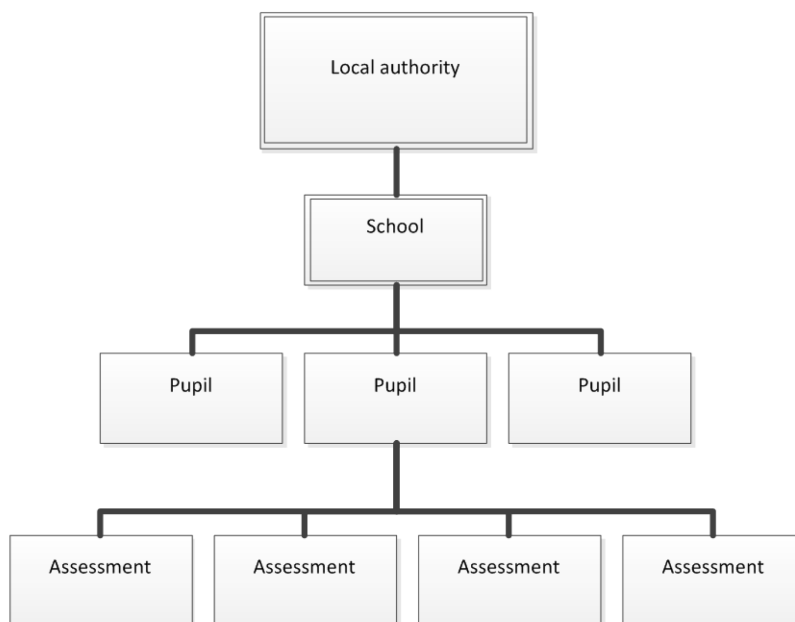 Local authority
School
Pupil
Pupil
Pupil
Assessment
Assessment
Assessment
Assessment